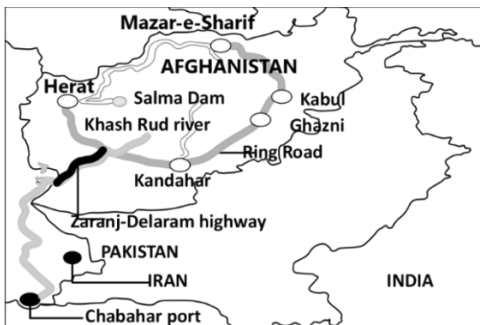 Mazar-e-Sharif
AFGHANISTAN
Herat
Salma Dam
Kabul
Khash Rud river
Ghazni
Ring Road
Kandahar
Zaranj-Delaram highway
PAKISTAN
IRAN
INDIA
Chabahar port